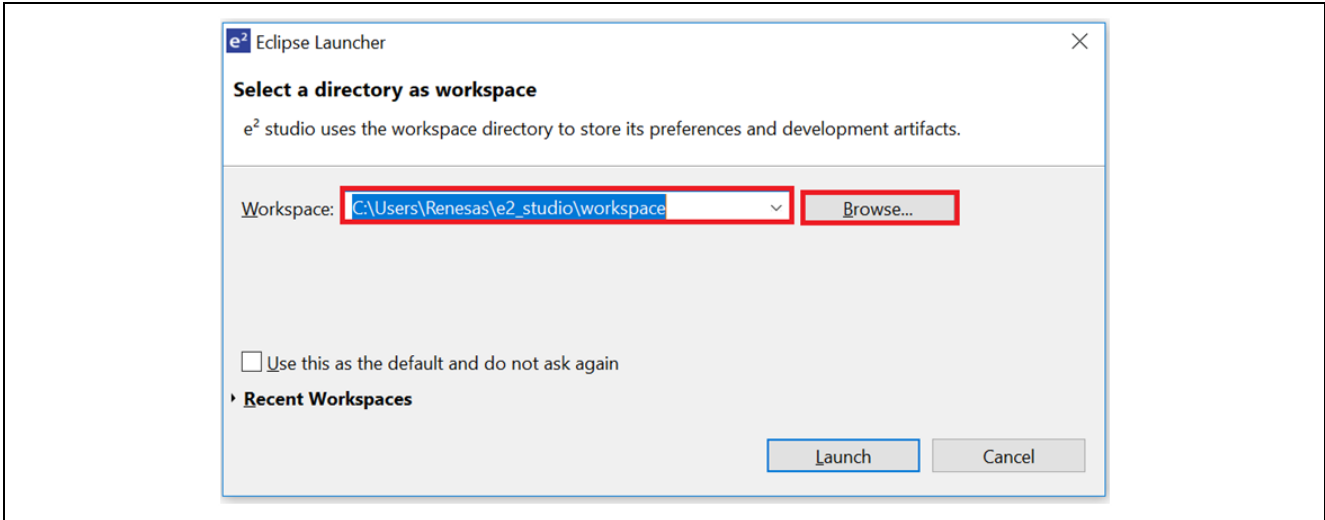 e² Eclipse Launcher
Select a directory as workspace
e² studio uses the workspace directory to store its preferences and development artifacts.
Workspace: C:\Users\Renesas\e2_studio\workspace Browse...
Use this as the default and do not ask again
Recent Workspaces
Launch Cancel